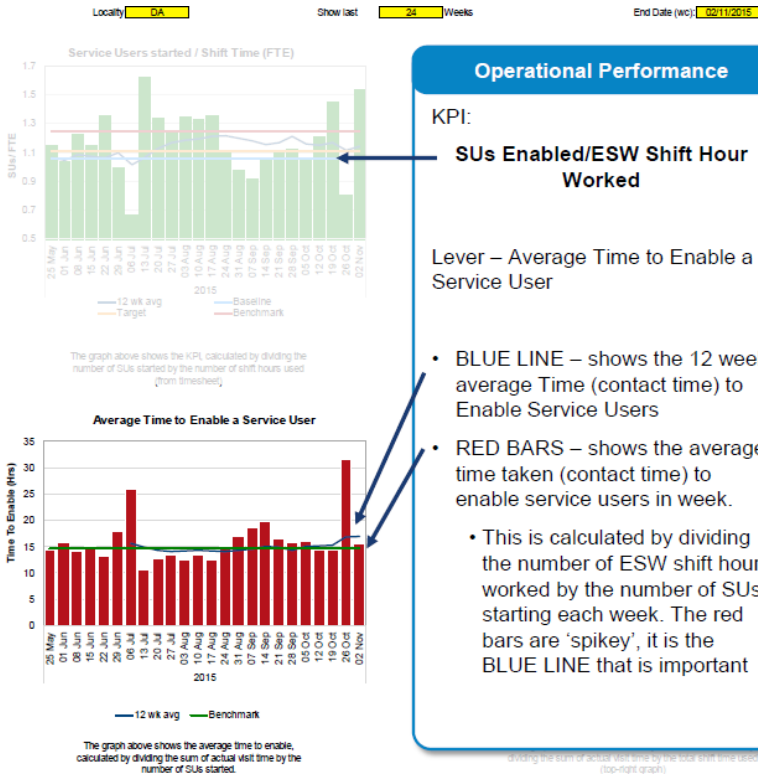 Locality DA Show last 24 Weeks End Date (wc): 02/11/2015
Service Users started / Shift Time (FTE)
1.7
1.5
1.3
1.1
0.9
0.7
0.5
SUs/ FTE
25 May
01 Jun
08 Jun
15 Jun
22 Jun
29 Jun
06 Jul
13 Jul
20 Jul
27 Jul
03 Aug
10 Aug
17 Aug
24 Aug
31 Aug
07 Sep
14 Sep
21 Sep
28 Sep
05 Oct
12 Oct
19 Oct
26 Oct
02 Nov
2015
12 wk avg Baseline
Target Benchmark
The graph above shows the KPI, calculated by dividing the
number of SUs started by the number of shift hours used
(from timesheet)
Average Time to Enable a Service User
35
30
25
20
15
10
5
0
Time To Enable (Hrs)
25 May
01 Jun
08 Jun
15 Jun
22 Jun
29 Jun
06 Jul
13 Jul
20 Jul
27 Jul
03 Aug
10 Aug
17 Aug
24 Aug
31 Aug
07 Sep
14 Sep
21 Sep
28 Sep
05 Oct
12 Oct
19 Oct
26 Oct
02 Nov
2015
12 wk avg Benchmark
The graph above shows the average time to enable,
calculated by dividing the sum of actual visit time by the
number of SUs started.
Operational Performance
KPI:
SUs Enabled/ESW Shift Hour
Worked
Lever – Average Time to Enable a
Service User
• BLUE LINE – shows the 12 wee
average Time (contact time) to
Enable Service Users
• RED BARS – shows the average
time taken (contact time) to
enable service users in week.
• This is calculated by dividing
the number of ESW shift hour
worked by the number of SUs
starting each week. The red
bars are ‘spikey’, it is the
BLUE LINE that is important
dividing the sum of actual visit time by the total shift time used
(top-right graph)